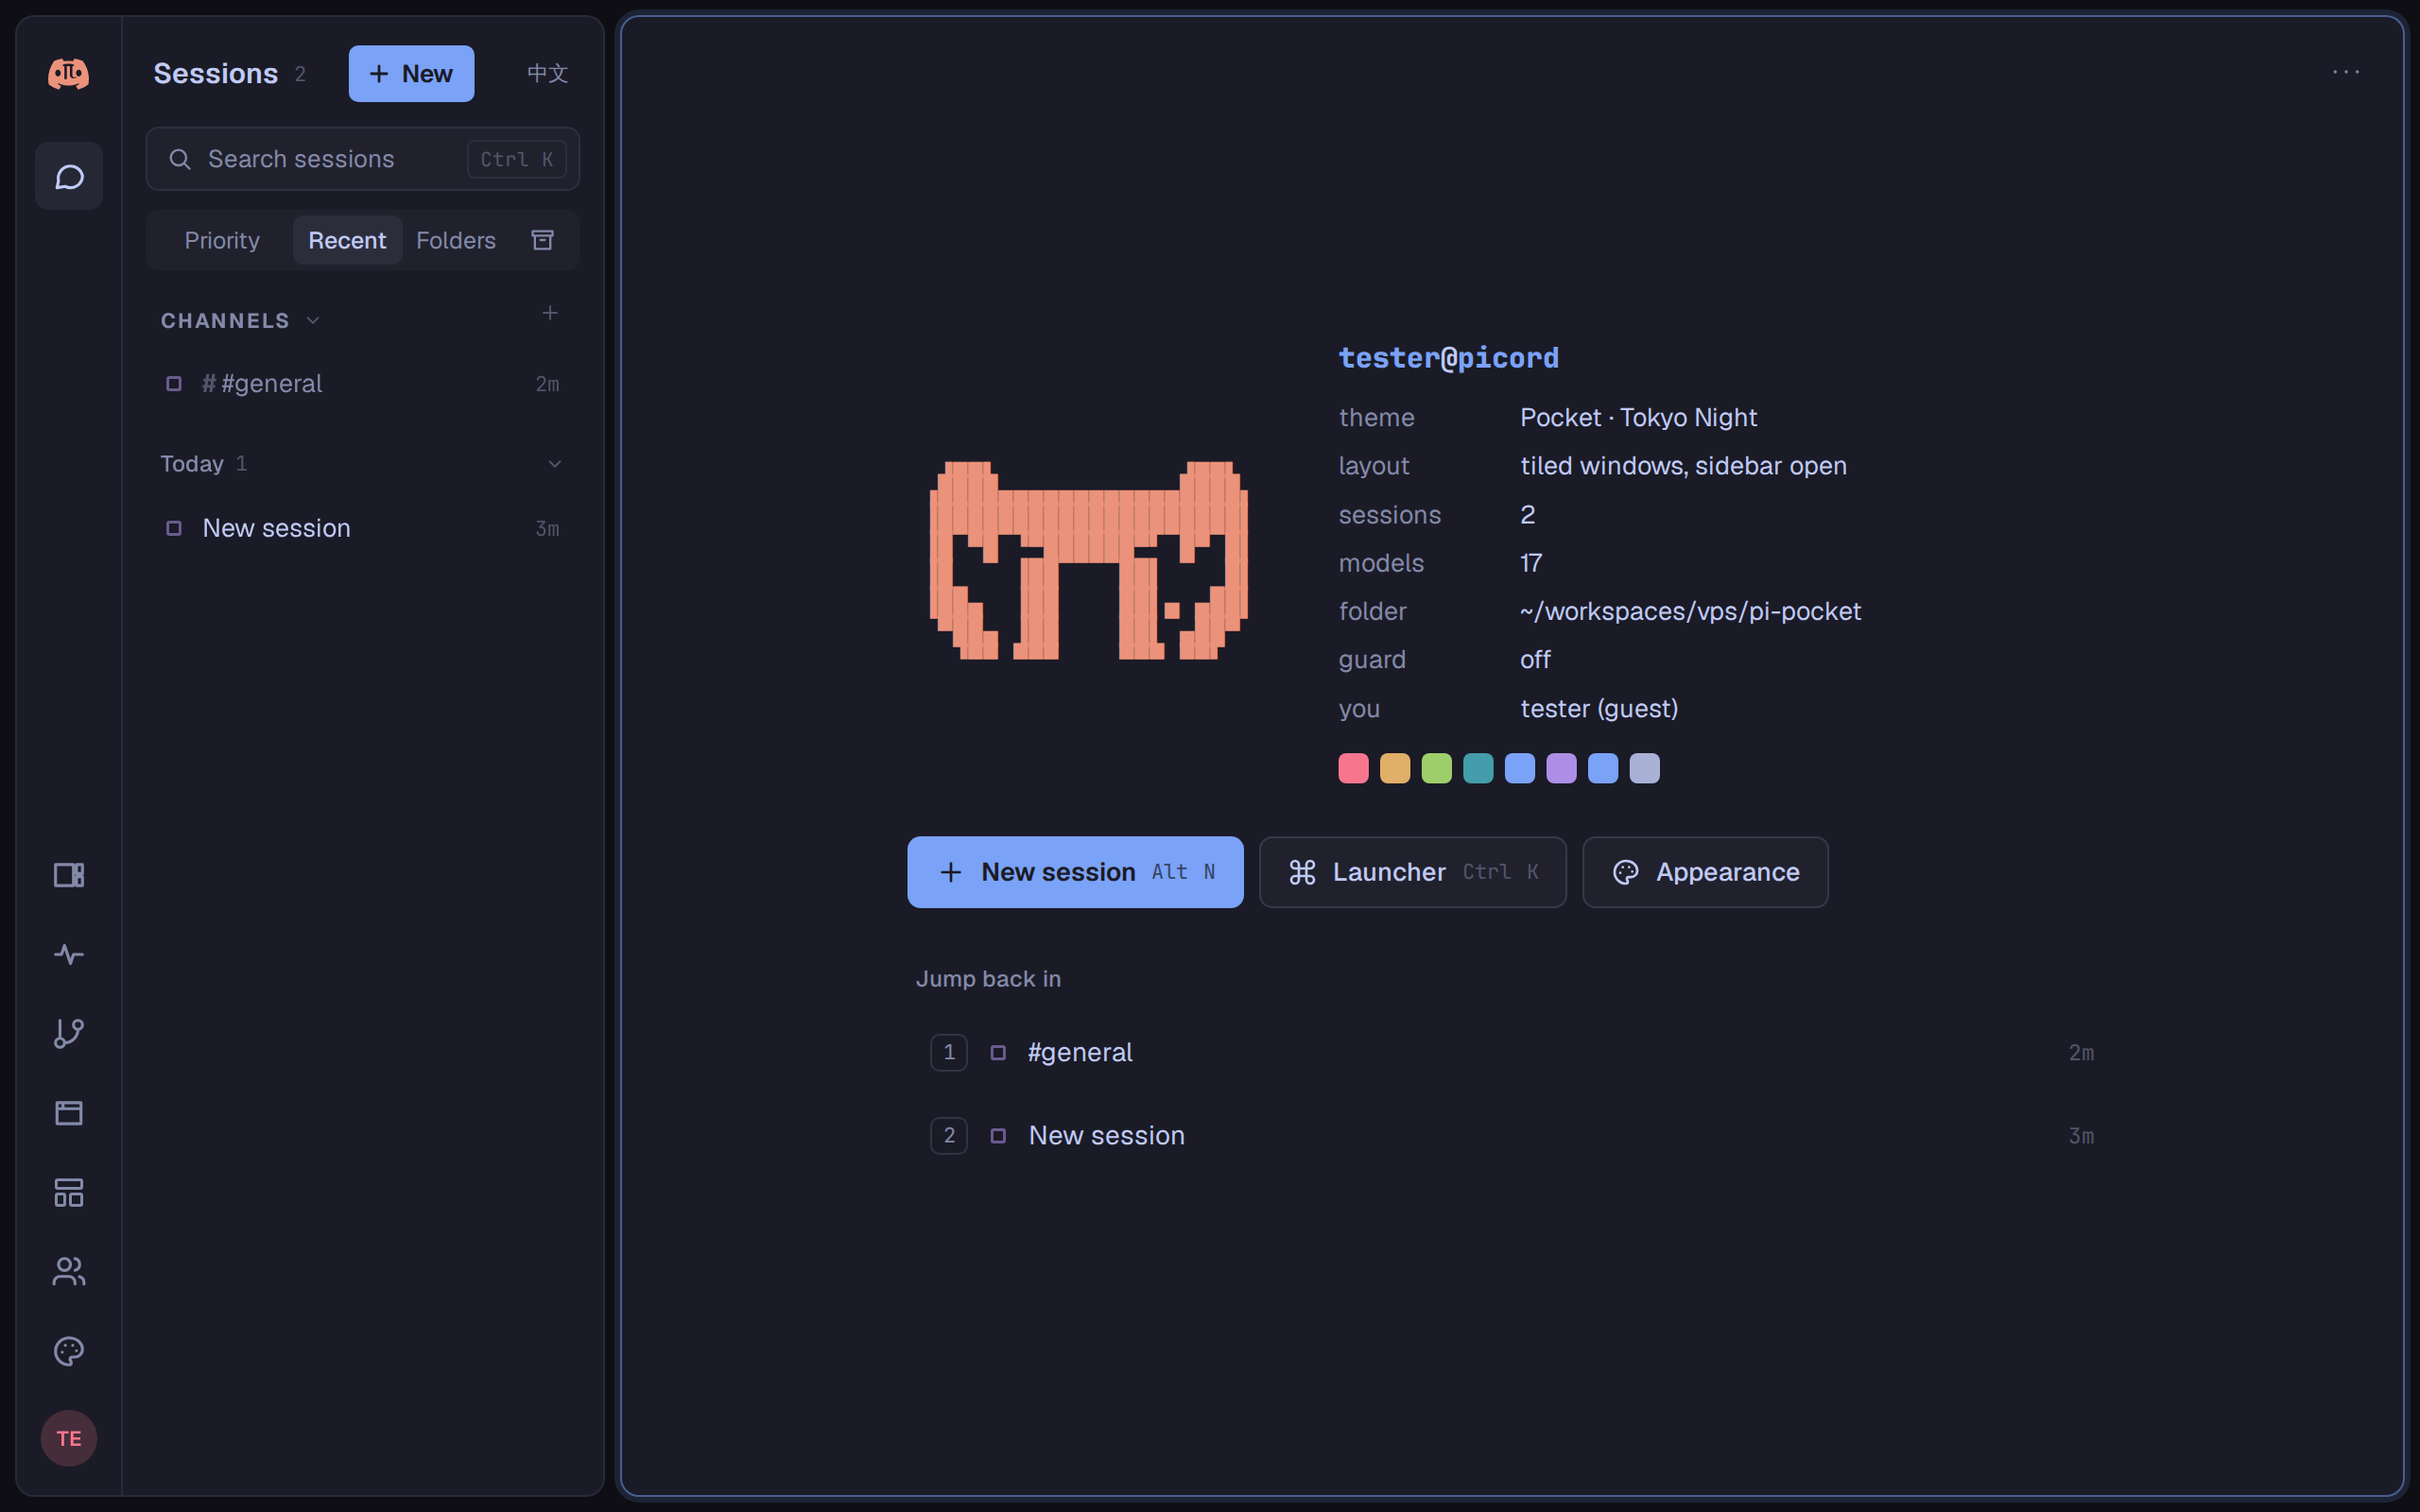 Sessions 2
+ New
中文
Search sessions Ctrl K
Priority Recent Folders
CHANNELS
# #general 2m
Today 1
New session 3m
TE
...
tester@picord
theme Pocket · Tokyo Night
layout tiled windows, sidebar open
sessions 2
models 17
folder ~/workspaces/vps/pi-pocket
guard off
you tester (guest)
+ New session Alt N
Launcher Ctrl K
Appearance
Jump back in
1 #general 2m
2 New session 3m